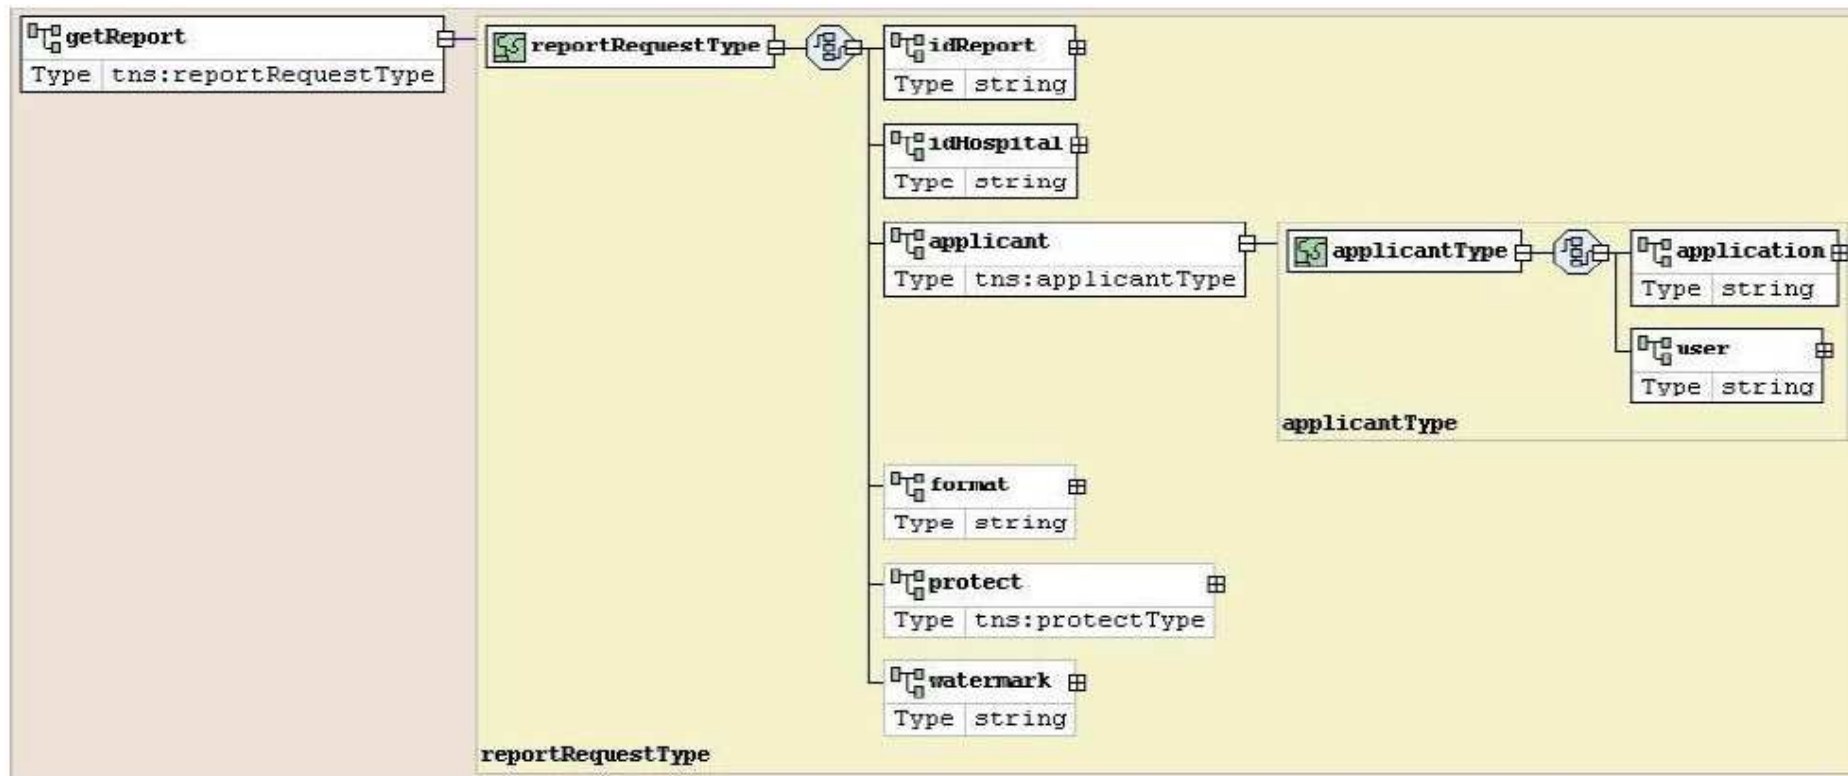 getReport
Type tns:reportRequestType
reportRequestType
idReport
Type string
idHospital
Type string
applicant
Type tns:applicantType
applicantType
application
Type string
user
Type string
applicantType
format
Type string
protect
Type tns:protectType
watermark
Type string
reportRequestType